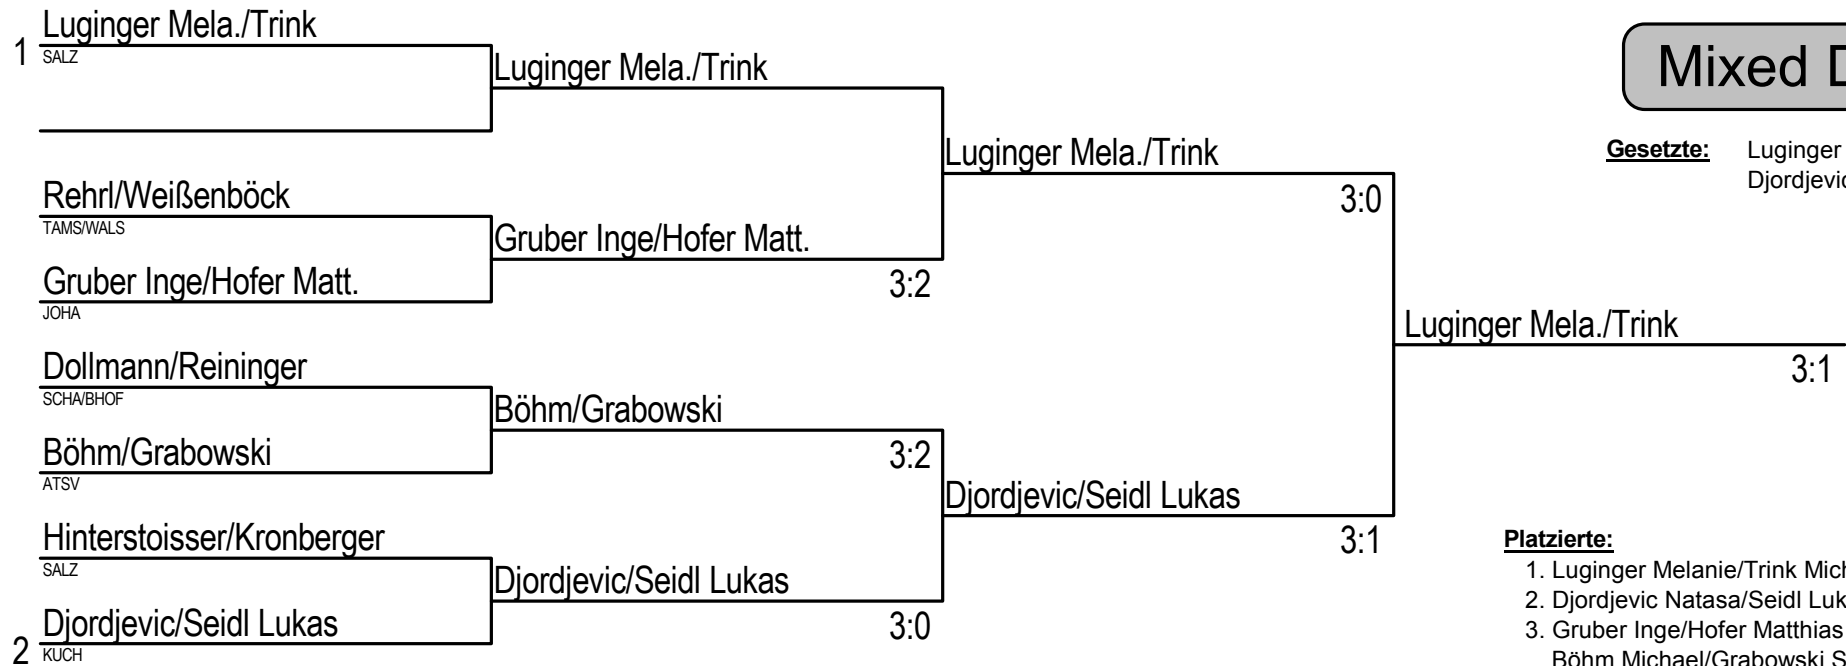 Luginger Mela./Trink
1 SALZ
Luginger Mela./Trink
Mixed
Luginger Mela./Trink
3:0
Gesetzte: Luginger
Rehrl/Weißenböck
TAMS/WALS
Gruber Inge/Hofer Matt.
3:2
Gruber Inge/Hofer Matt.
JOHA
Luginger Mela./Trink
3:1
Dollmann/Reininger
SCHA/BHOF
Böhm/Grabowski
3:2
Böhm/Grabowski
ATSV
Djordjevic/Seidl Lukas
3:1
Hinterstoisser/Kronberger
SALZ
Djordjevic/Seidl Lukas
3:0
Djordjevic/Seidl Lukas
2 KUCH
Platzierte:
1. Luginger Melanie/Trink
2. Djordjevic Natasa/Seidl
3. Gruber Inge/Hofer Matthias
Böhm Michael/Grabowski